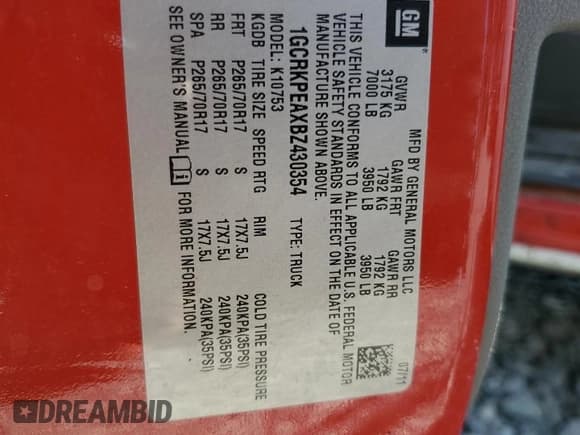 GM
MFD BY GENERAL MOTORS LLC
07/11
GVWR GAWR FRT GAWR RR
3175 KG 1792 KG 1792 KG
7000 LB 3950 LB 3950 LB
THIS VEHICLE CONFORMS TO ALL APPLICABLE U.S. FEDERAL MOTOR
VEHICLE SAFETY STANDARDS IN EFFECT ON THE DATE OF
MANUFACTURE SHOWN ABOVE.
1GCRKPEAXBZ430354 TYPE: TRUCK
MODEL: K10753
KGDB TIRE SIZE SPEED RTG RIM COLD TIRE PRESSURE
FRT P265/70R17 S 17X7.5J 240KPA(35PSI)
RR P265/70R17 S 17X7.5J 240KPA(35PSI)
SPA P265/70R17 S 17X7.5J 240KPA(35PSI)
SEE OWNER'S MANUAL FOR MORE INFORMATION.
DREAMBID